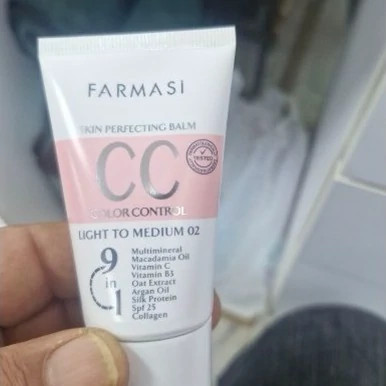 FARMASİ
SKIN PERFECTING BALM
CC
COLOR CONTROL
LIGHT TO MEDIUM 02
9 in 1
Multimineral
Macadamia Oil
Vitamin C
Vitamin B5
Oat Extract
Argan Oil
Silk Protein
Spf 25
Collagen